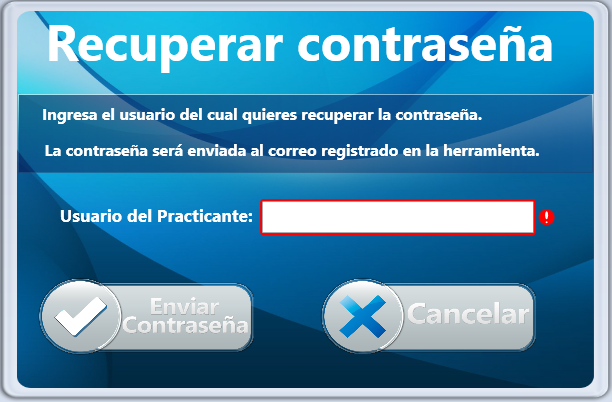 Recuperar contraseña
Ingresa el usuario del cual quieres recuperar la contraseña.
La contraseña será enviada al correo registrado en la herramienta.
Usuario del Practicante:
Enviar
Contraseña
Cancelar